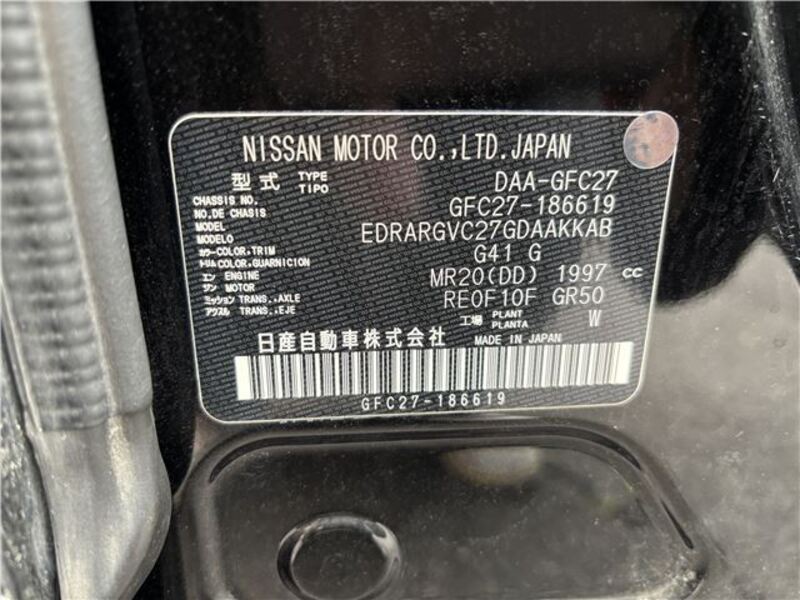 NISSAN MOTOR CO.,LTD.JAPAN
型式 TYPE TIPO DAA-GFC27
CHASSIS NO.
NO.DE CHASIS GFC27-186619
MODEL
MODELO EDRARGVC27GDAAKKAB
カラー COLOR,TRIM
トリム COLOR,GUARNICION G41 G
エン ENGINE
ジン MOTOR MR20(DD) 1997 cc
ミッション TRANS.,AXLE
アクスル TRANS.,EJE RE0F10F GR50
工場 PLANT PLANTA W
日産自動車株式会社 MADE IN JAPAN
GFC27-186619